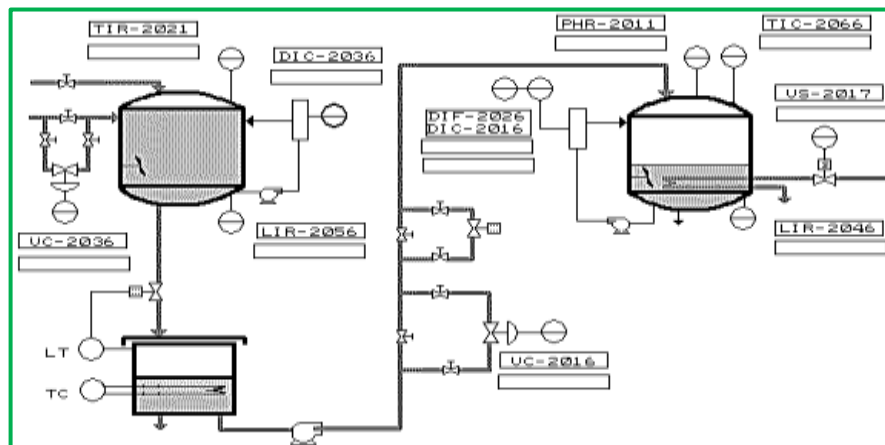 TIR-2021
PHR-2011
TIC-2066
DIC-2036
VS-2017
DIF-2026
DIC-2016
VC-2036
LIR-2056
LIR-2046
LT
VC-2016
TC